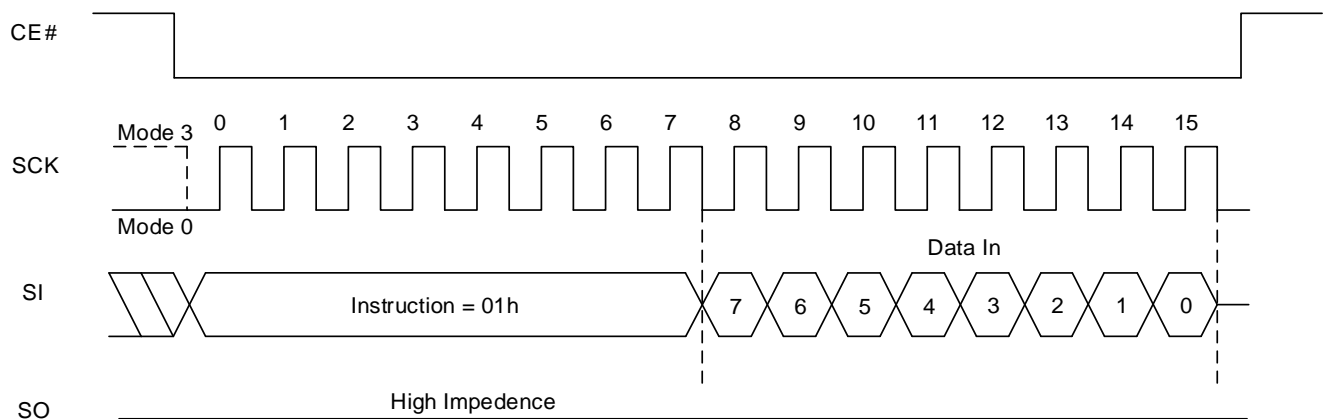 CE#
0 1 2 3 4 5 6 7 8 9 10 11 12 13 14 15
Mode 3
SCK
Mode 0
Data In
SI
Instruction = 01h 7 6 5 4 3 2 1 0
High Impedence
SO